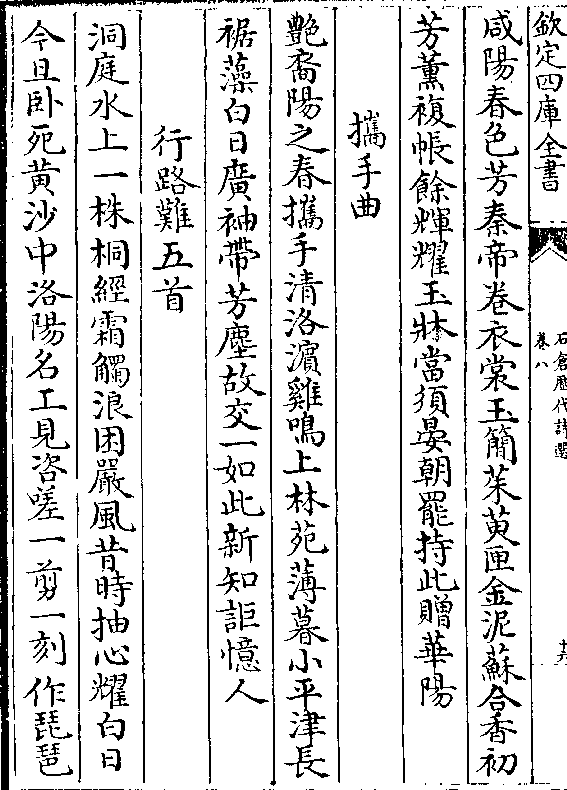 欽定四庫全書
石倉歷代詩選
卷八
十六
咸陽春色芳秦帝卷衣裳玉簡茱萸匣金泥蘇合香初
芳薰複帳餘輝耀玉牀當須晏朝罷持此贈華陽
攜手曲
艷裔陽之春攜手清洛濵雞鳴上林苑薄暮小平津長
裾藻白日廣袖帶芳塵故交一如此新知詎憶人
行路難五首
洞庭水上一株桐經霜觸浪困嚴風昔時抽心耀白日
今旦卧死黄沙中洛陽名工見咨嗟一剪一刻作琵琶